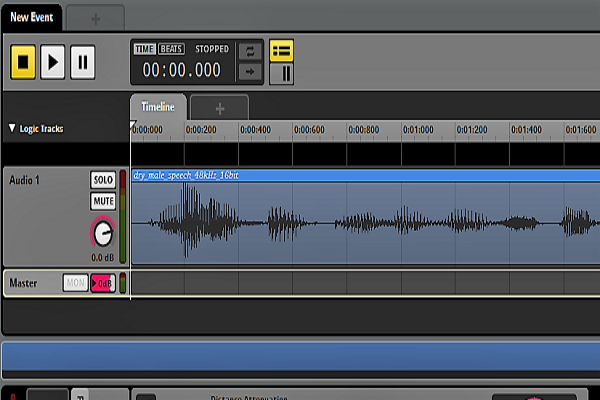 New Event
TIME BEATS STOPPED
00:00.000
Timeline
Logic Tracks
0:00:000 0:00:200 0:00:400 0:00:600 0:00:800 0:01:000 0:01:200 0:01:400 0:01:600
Audio 1 SOLO
dry_male_speech_48kHz_16bit
MUTE
0.0 dB
Master MON 0dB
Distance Attenuation